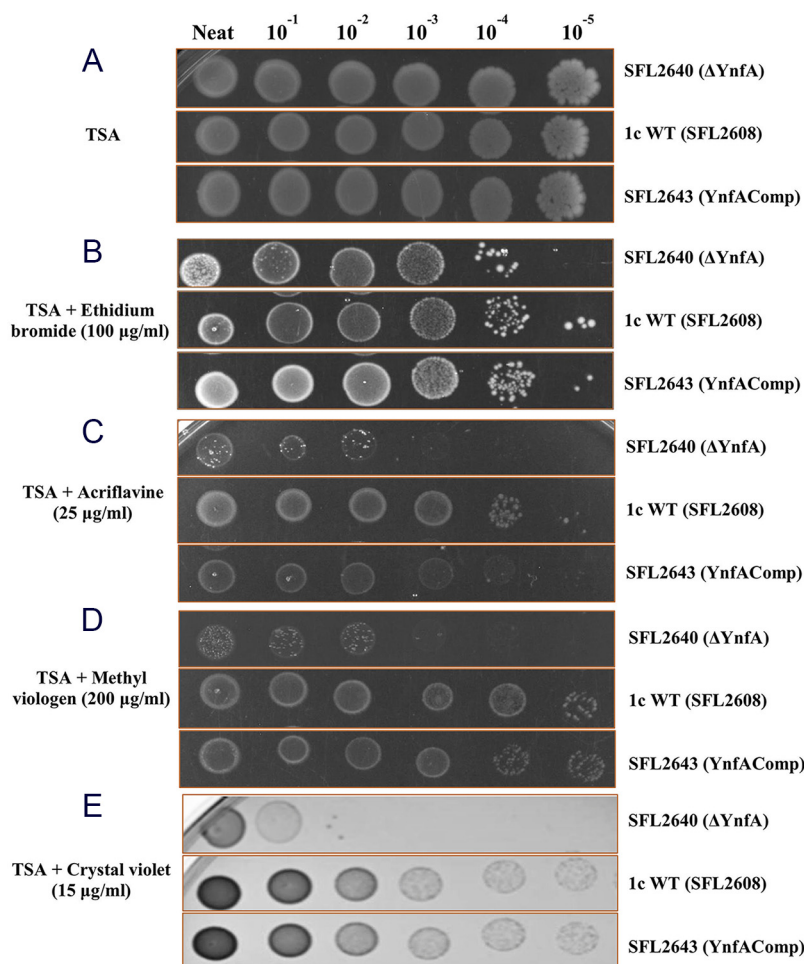 Neat 10⁻¹ 10⁻² 10⁻³ 10⁻⁴ 10⁻⁵
A
SFL2640 (ΔYnfA)
TSA
1c WT (SFL2608)
SFL2643 (YnfAComp)
B
SFL2640 (ΔYnfA)
TSA + Ethidium
bromide (100 μg/ml)
1c WT (SFL2608)
SFL2643 (YnfAComp)
C
SFL2640 (ΔYnfA)
TSA + Acriflavine
(25 μg/ml)
1c WT (SFL2608)
SFL2643 (YnfAComp)
D
SFL2640 (ΔYnfA)
TSA + Methyl
viologen (200 μg/ml)
1c WT (SFL2608)
SFL2643 (YnfAComp)
E
SFL2640 (ΔYnfA)
TSA + Crystal violet
(15 μg/ml)
1c WT (SFL2608)
SFL2643 (YnfAComp)